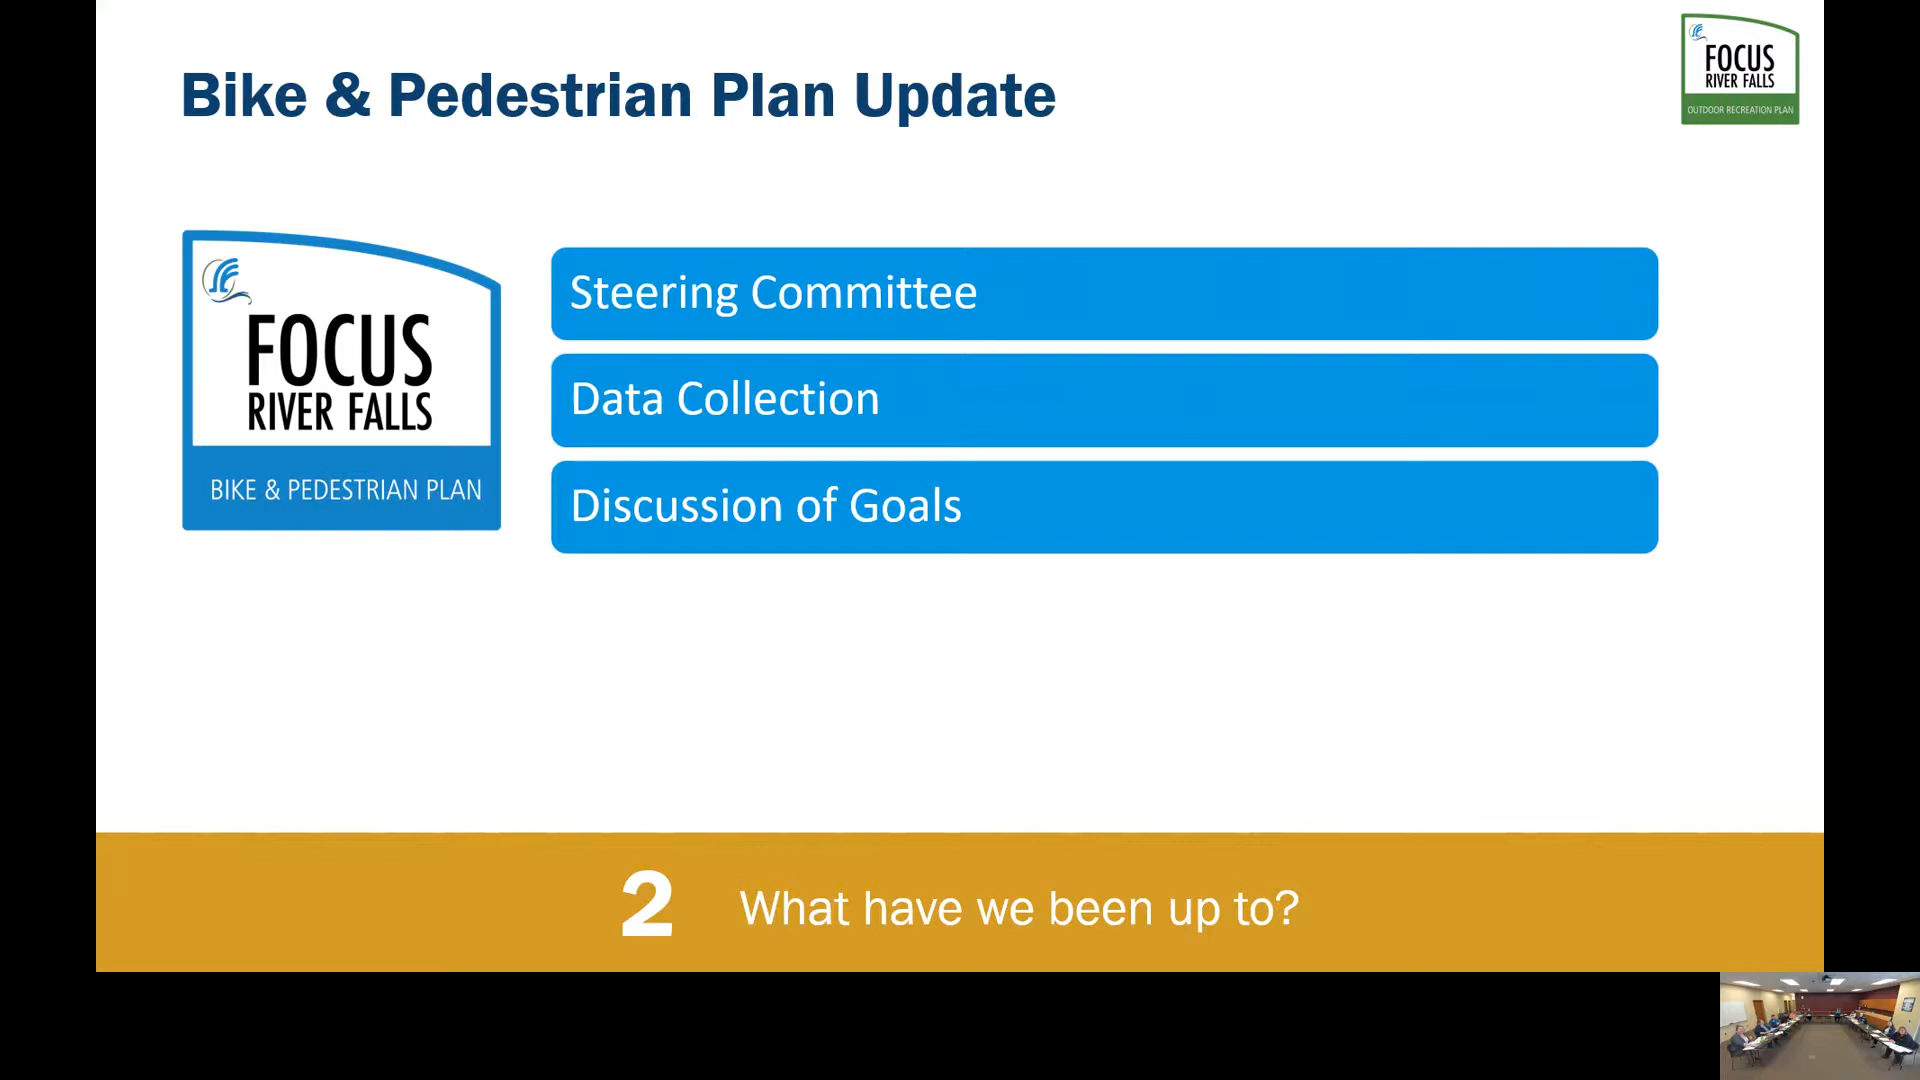 Bike & Pedestrian Plan Update
FOCUS
RIVER FALLS
OUTDOOR RECREATION PLAN
FOCUS
RIVER FALLS
BIKE & PEDESTRIAN PLAN
Steering Committee
Data Collection
Discussion of Goals
2 What have we been up to?